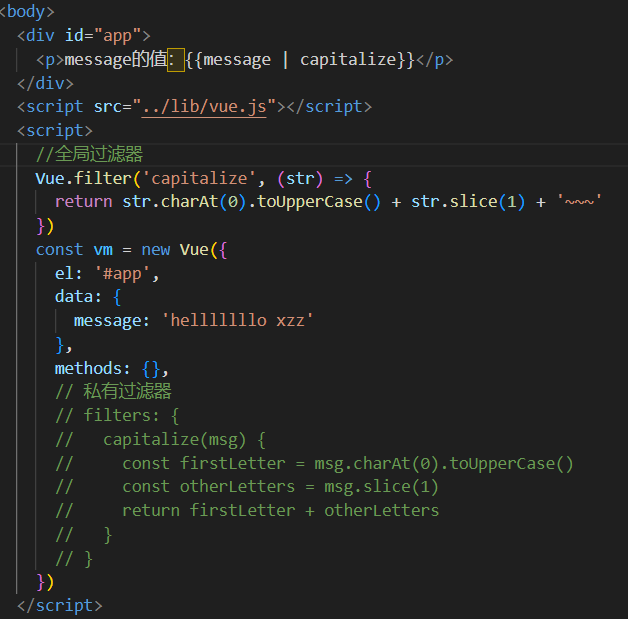 <body>
<div id="app">
<p>message的值：{{message | capitalize}}</p>
</div>
<script src="../lib/vue.js"></script>
<script>
//全局过滤器
Vue.filter('capitalize', (str) => {
return str.charAt(0).toUpperCase() + str.slice(1) + '~~~'
})
const vm = new Vue({
el: '#app',
data: {
message: 'helllllllo xzz'
},
methods: {},
// 私有过滤器
// filters: {
// capitalize(msg) {
// const firstLetter = msg.charAt(0).toUpperCase()
// const otherLetters = msg.slice(1)
// return firstLetter + otherLetters
// }
// }
})
</script>